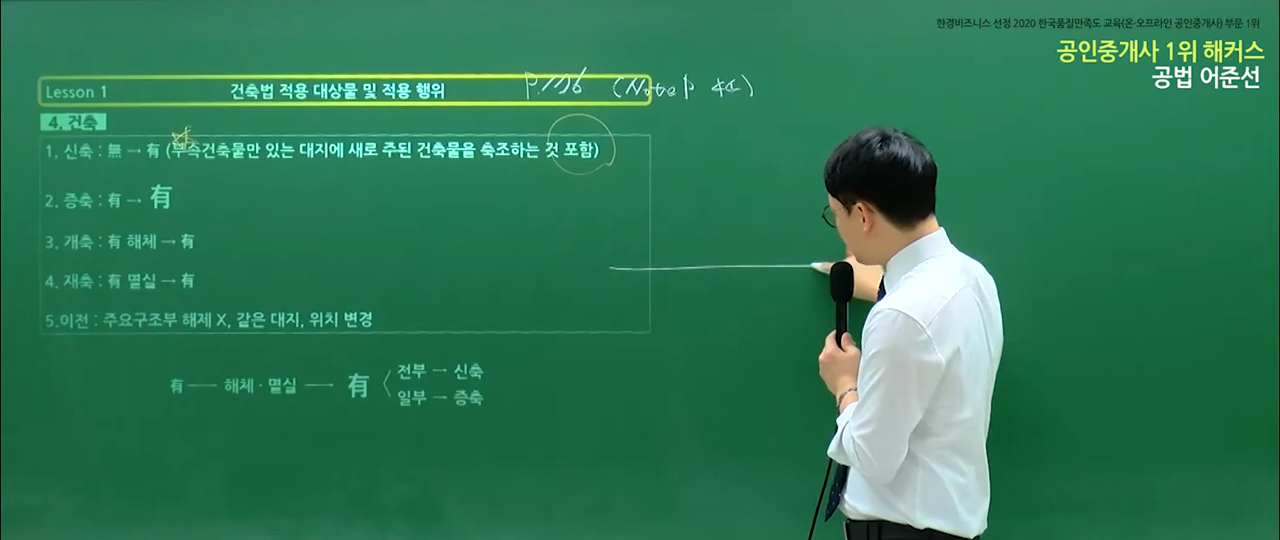 한경비즈니스 선정 2020 한국품질만족도 교육(온·오프라인 공인중개사) 부문 1위
공인중개사 1위 해커스
공법 어준선
Lesson 1 건축법 적용 대상물 및 적용 행위
4. 건축
1. 신축 : 無 → 有 (부속건축물만 있는 대지에 새로 주된 건축물을 축조하는 것 포함)
2. 증축 : 有 → 有
3. 개축 : 有 해체 → 有
4. 재축 : 有 멸실 → 有
5.이전 : 주요구조부 해체 X, 같은 대지, 위치 변경
有 — 해체·멸실 — 有 〈 전부 → 신축
일부 → 증축